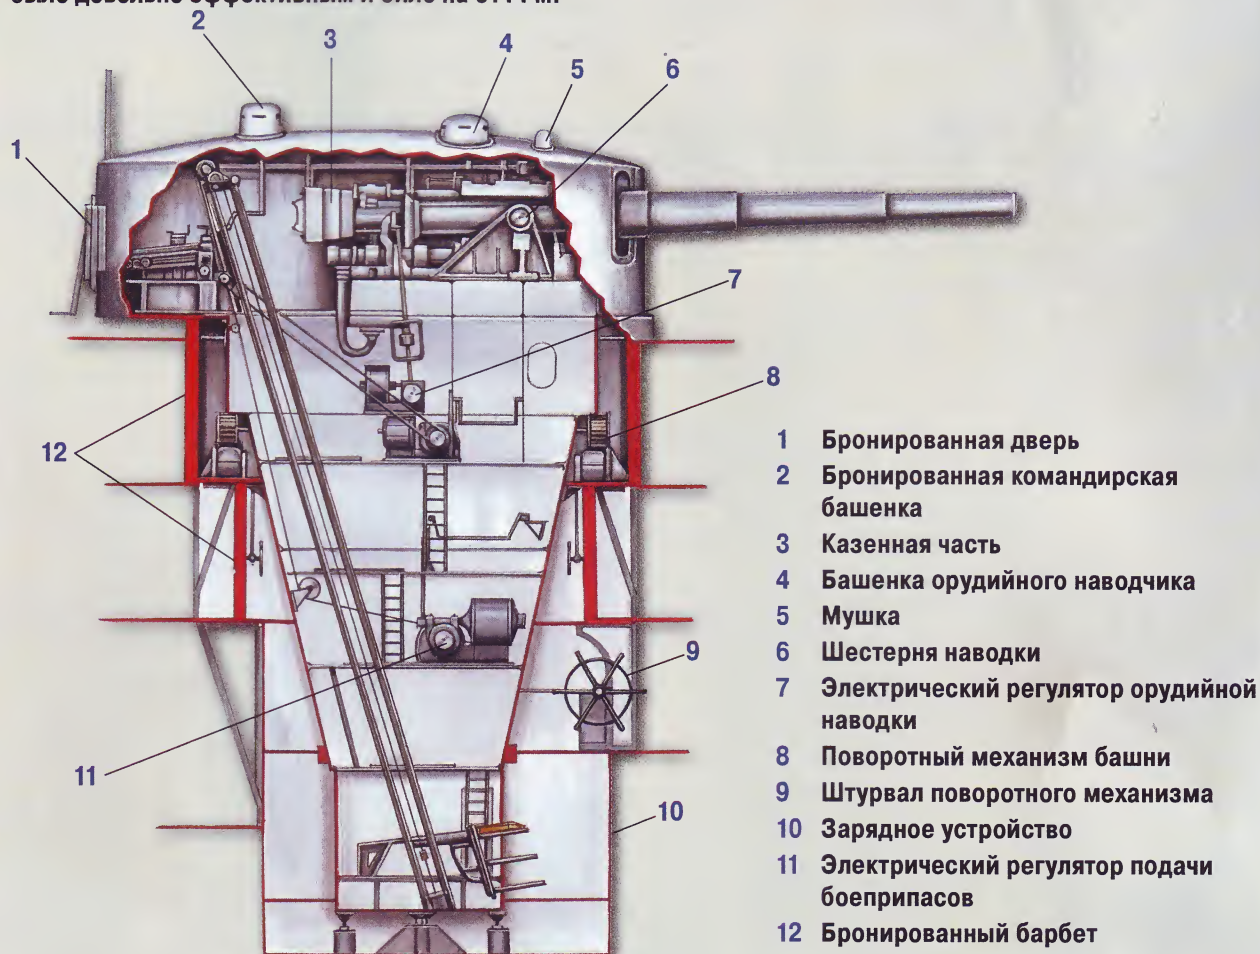 2
3
4
5
6
1
7
8
12
9
11
10
1 Бронированная дверь
2 Бронированная командирская
башенка
3 Казенная часть
4 Башенка орудийного наводчика
5 Мушка
6 Шестерня наводки
7 Электрический регулятор орудийной
наводки
8 Поворотный механизм башни
9 Штурвал поворотного механизма
10 Зарядное устройство
11 Электрический регулятор подачи
боеприпасов
12 Бронированный барбет